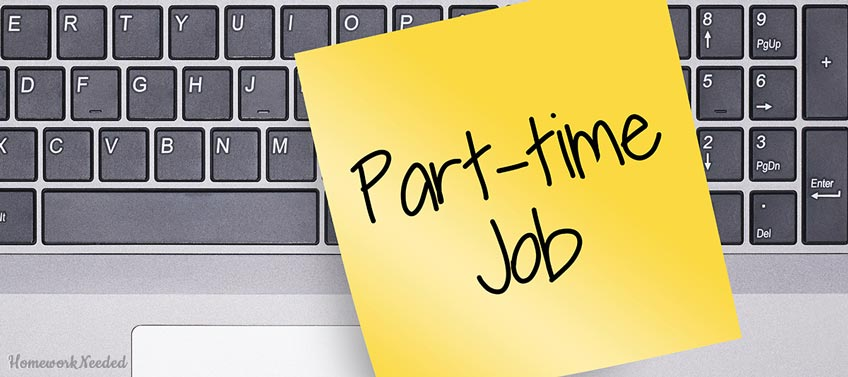 E R T Y U I O P 8 9 PgUp +
D F G H J 5 6
X C V B N M 2 3 PgDn Enter
. Del
Part-time
Job
HomeworkNeeded